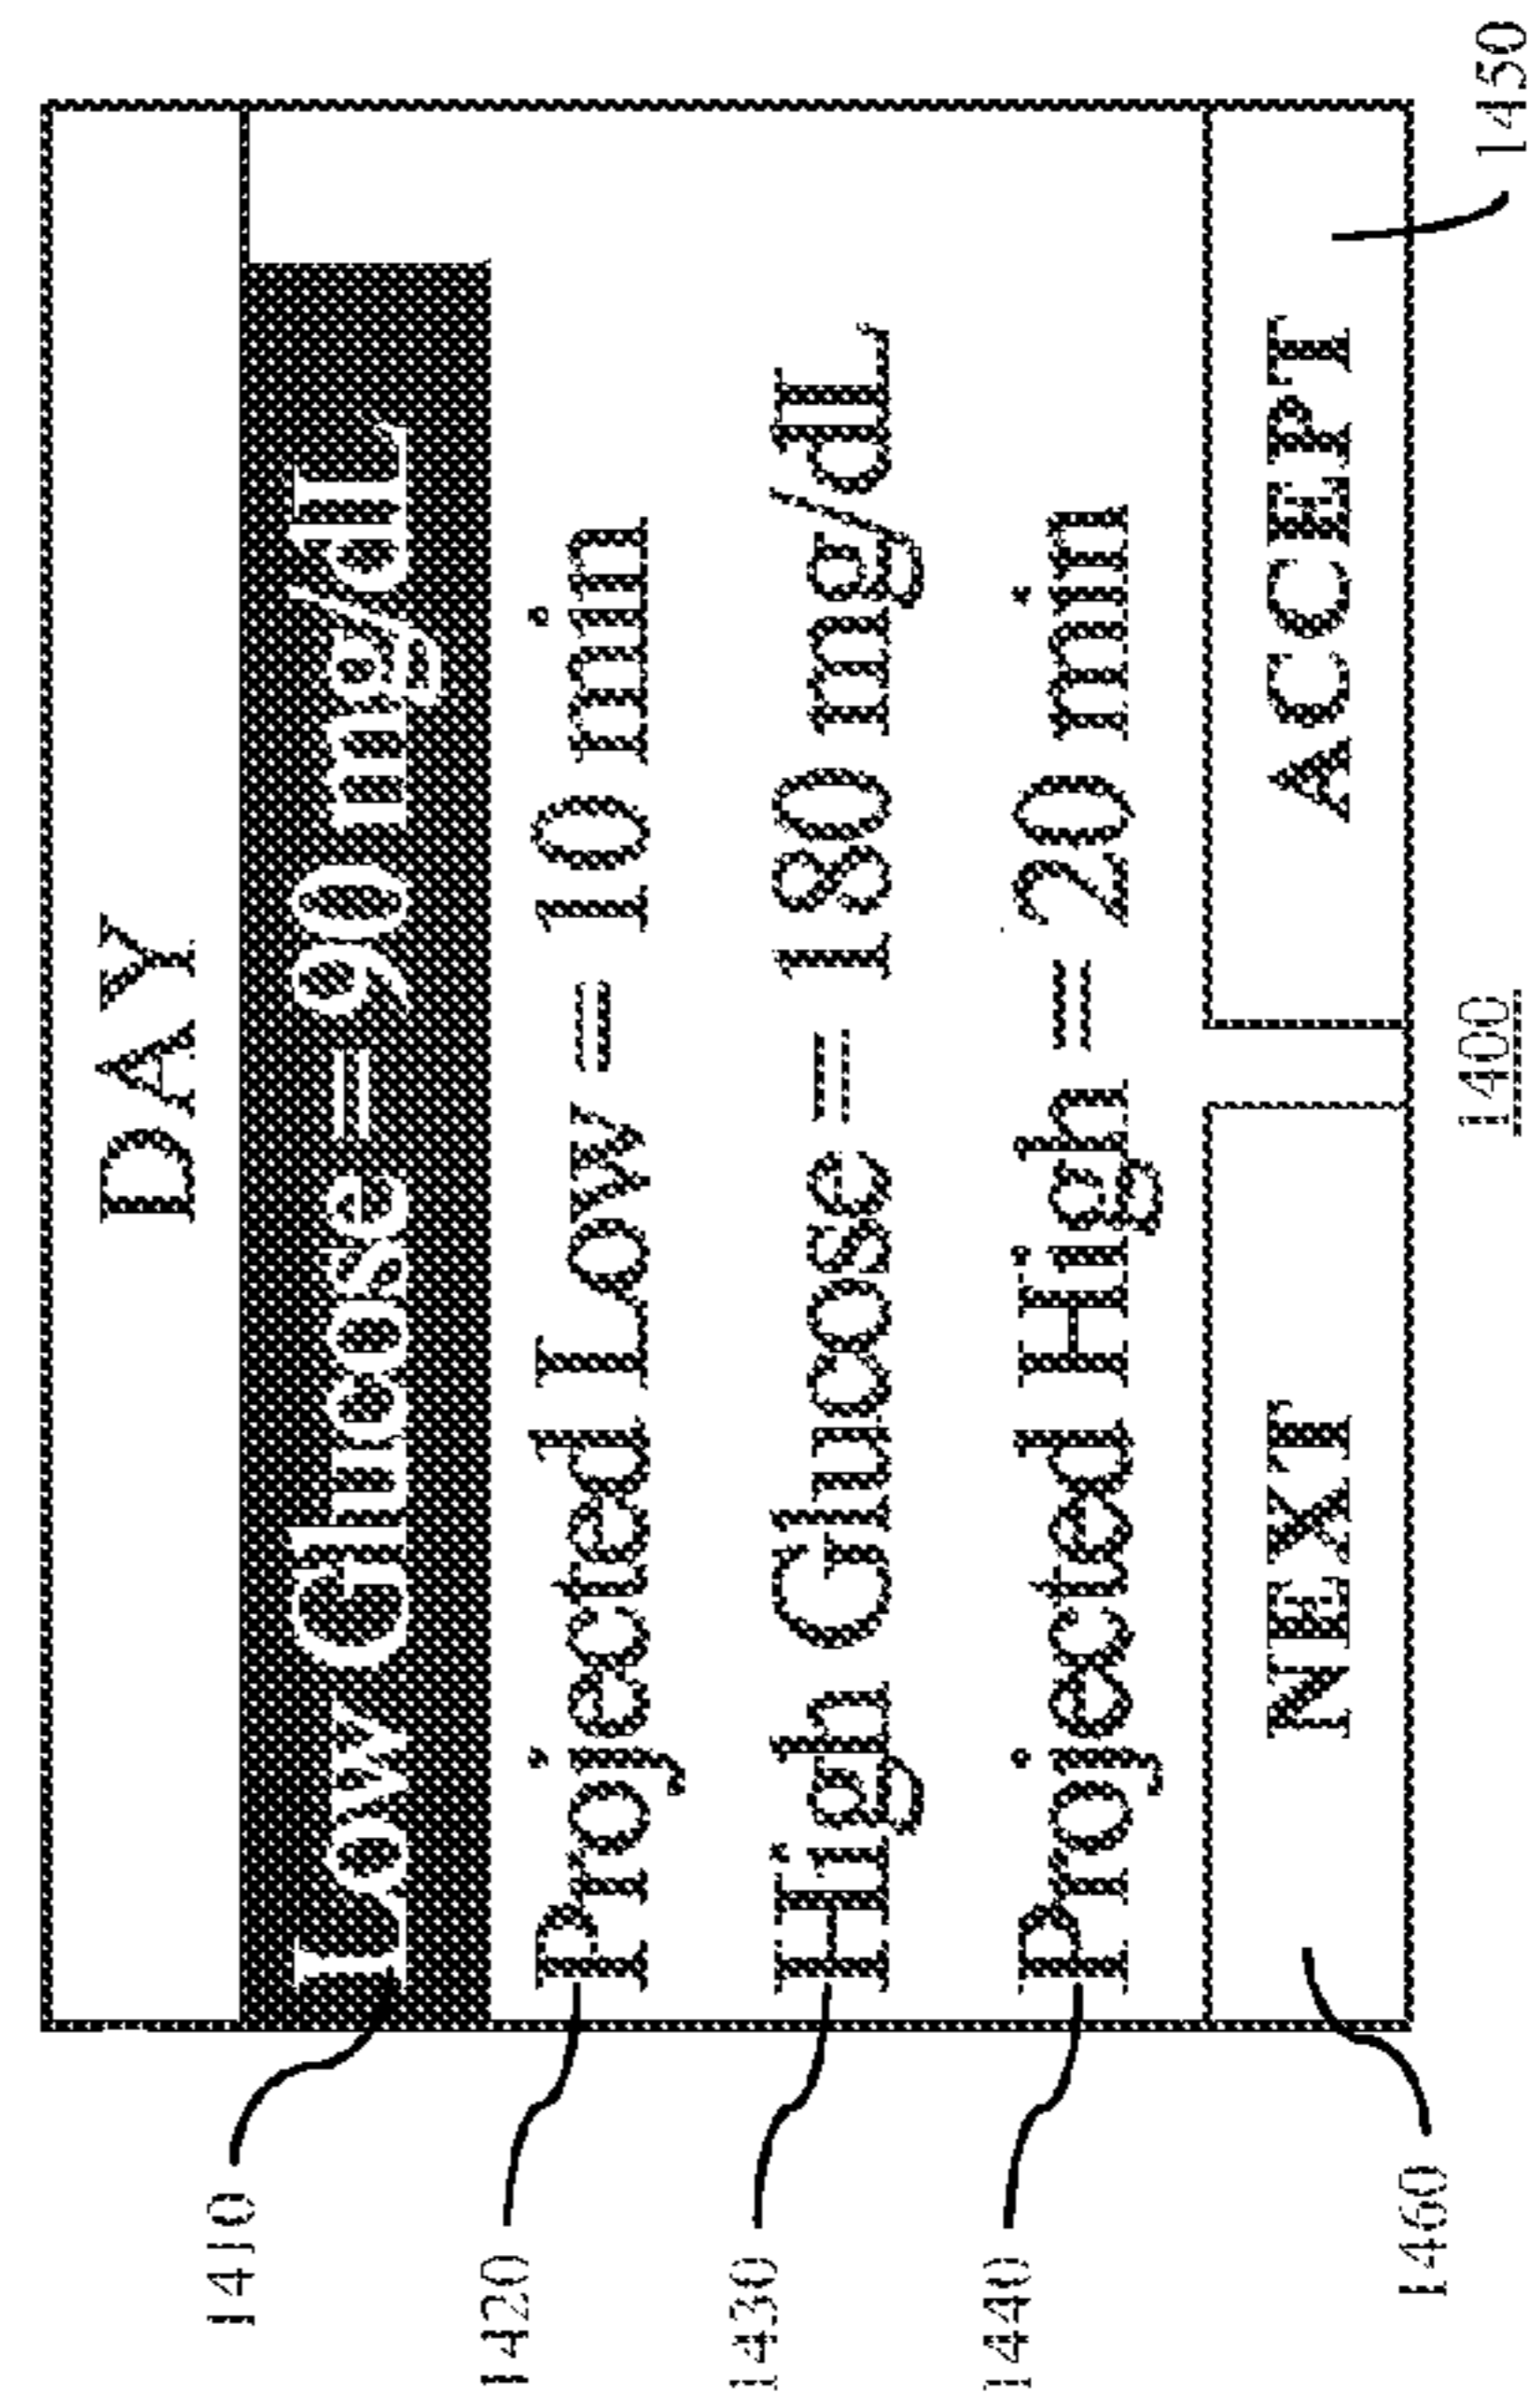 DAY
1410 Low Glucose = 90 mg/dL
1420 Projected Low = 10 min
1430 High Glucose = 180 mg/dL
1440 Projected High = 20 min
NEXT ACCEPT
1460 1450
1400